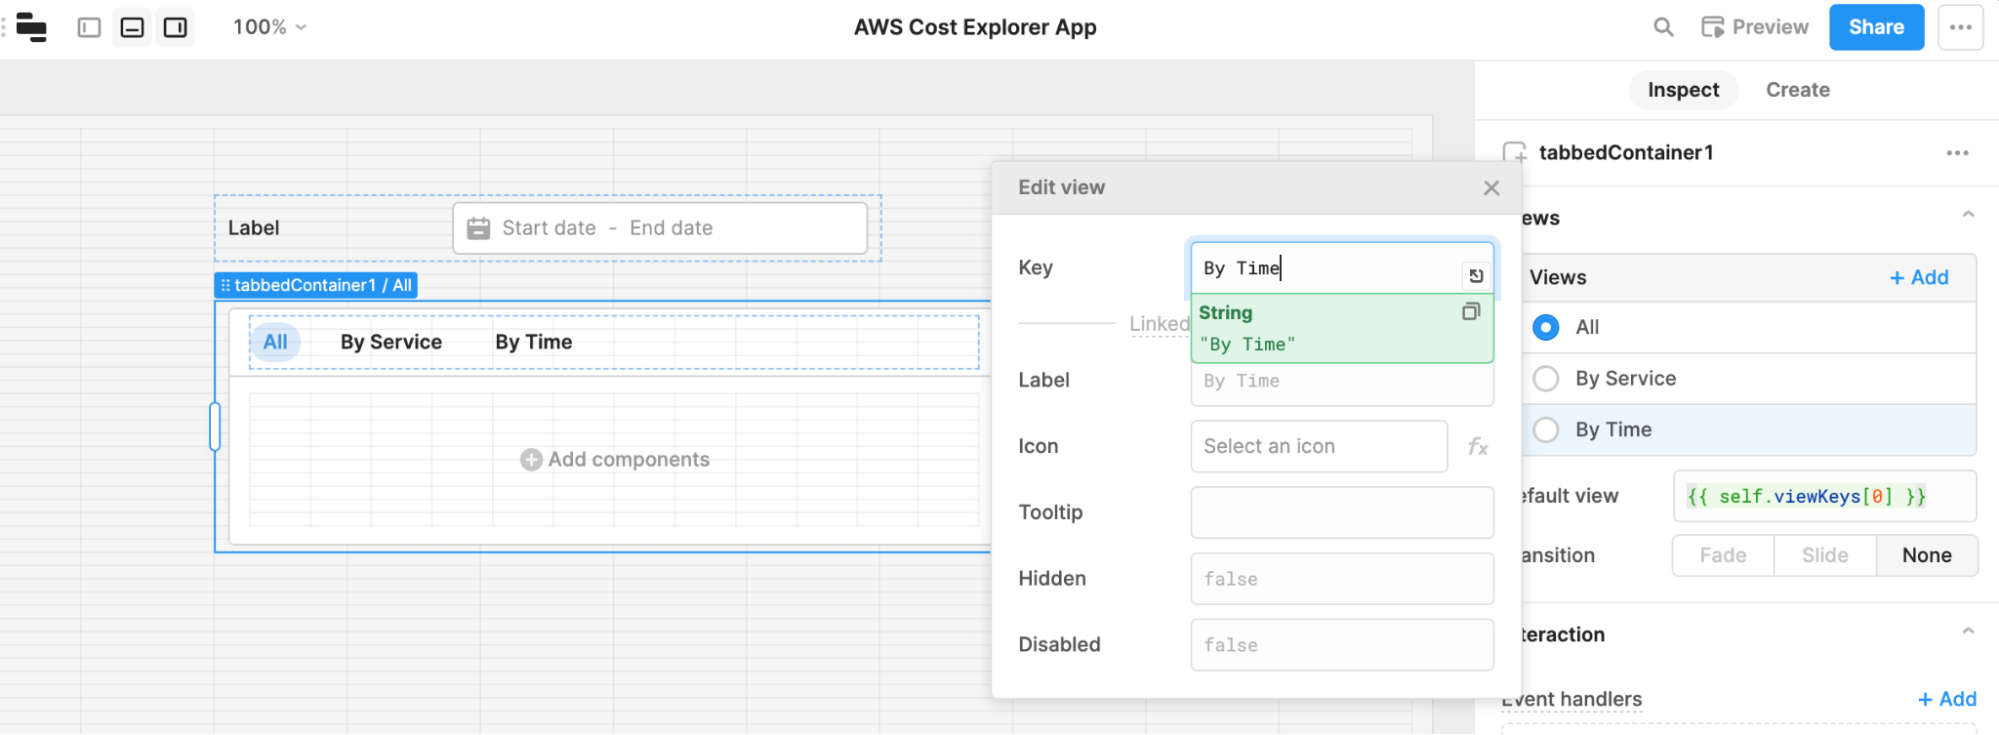 100%
AWS Cost Explorer App
Preview
Share
Inspect
Create
tabbedContainer1
Label
Start date - End date
tabbedContainer1 / All
All
By Service
By Time
Add components
Edit view
Key
By Time
String
"By Time"
Linked
Label
By Time
Icon
Select an icon
fx
Tooltip
Hidden
false
Disabled
false
ews
Views
+ Add
All
By Service
By Time
efault view
{{ self.viewKeys[0] }}
ansition
Fade
Slide
None
teraction
Event handlers
+ Add